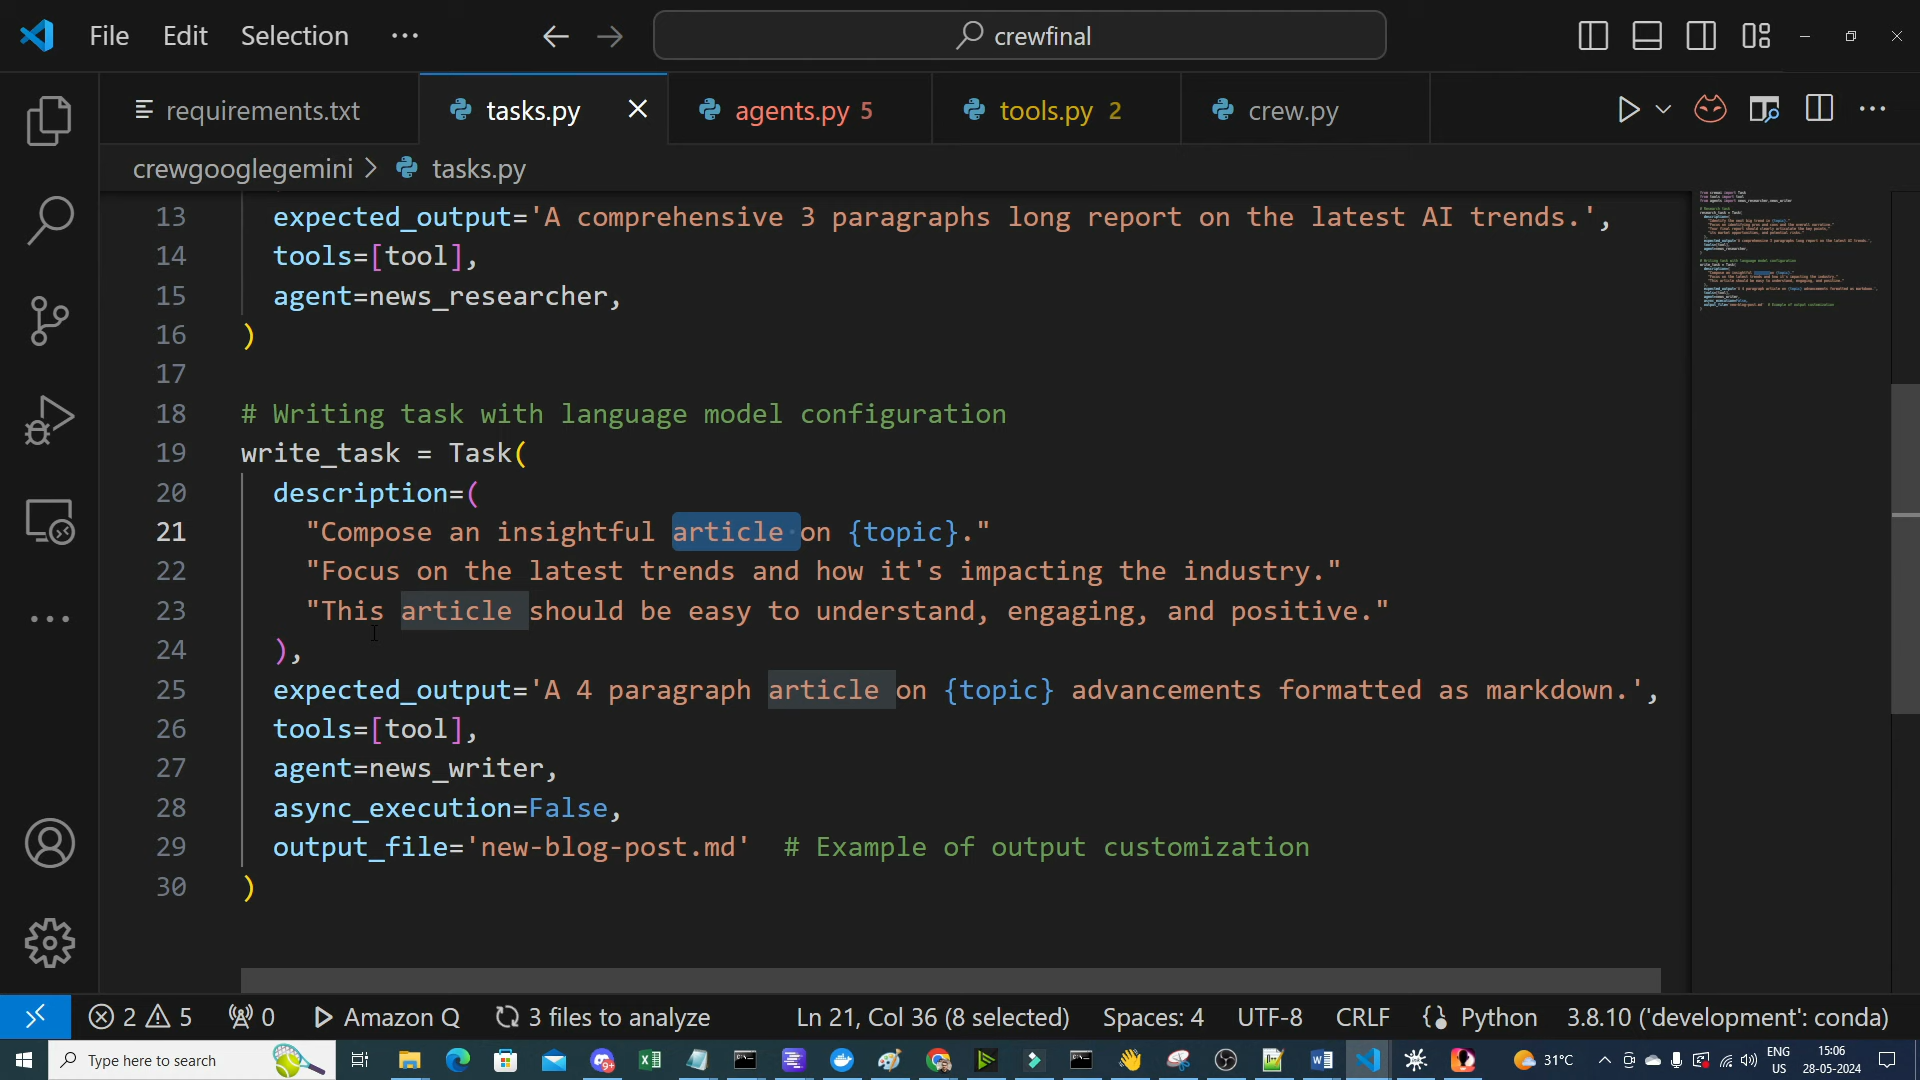 File Edit Selection ··· crewfinal
requirements.txt tasks.py agents.py 5 tools.py 2 crew.py
crewgooglegemini > tasks.py
13 expected_output='A comprehensive 3 paragraphs long report on the latest AI trends.',
14 tools=[tool],
15 agent=news_researcher,
16 )
17
18 # Writing task with language model configuration
19 write_task = Task(
20 description=(
21 "Compose an insightful article on {topic}."
22 "Focus on the latest trends and how it's impacting the industry."
23 "This article should be easy to understand, engaging, and positive."
24 ),
25 expected_output='A 4 paragraph article on {topic} advancements formatted as markdown.',
26 tools=[tool],
27 agent=news_writer,
28 async_execution=False,
29 output_file='new-blog-post.md' # Example of output customization
30 )
2 5 0 Amazon Q 3 files to analyze Ln 21, Col 36 (8 selected) Spaces: 4 UTF-8 CRLF Python 3.8.10 ('development': conda)
Type here to search 31°C ENG US 15:06 28-05-2024